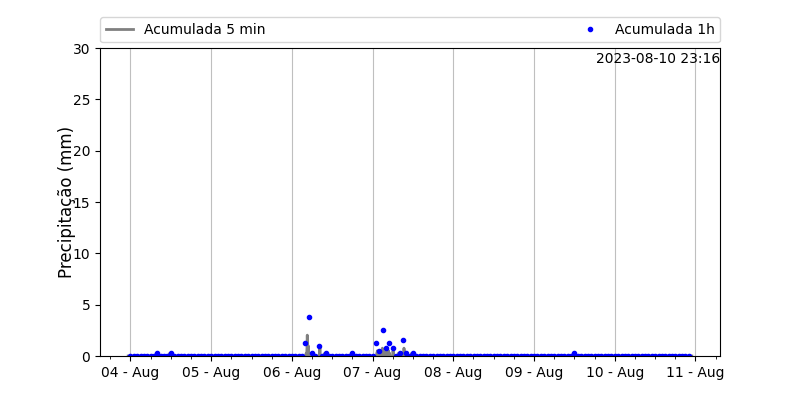 Acumulada 5 min
Acumulada 1h
2023-08-10 23:16
Precipitação (mm)
30
25
20
15
10
5
0
04 - Aug
05 - Aug
06 - Aug
07 - Aug
08 - Aug
09 - Aug
10 - Aug
11 - Aug